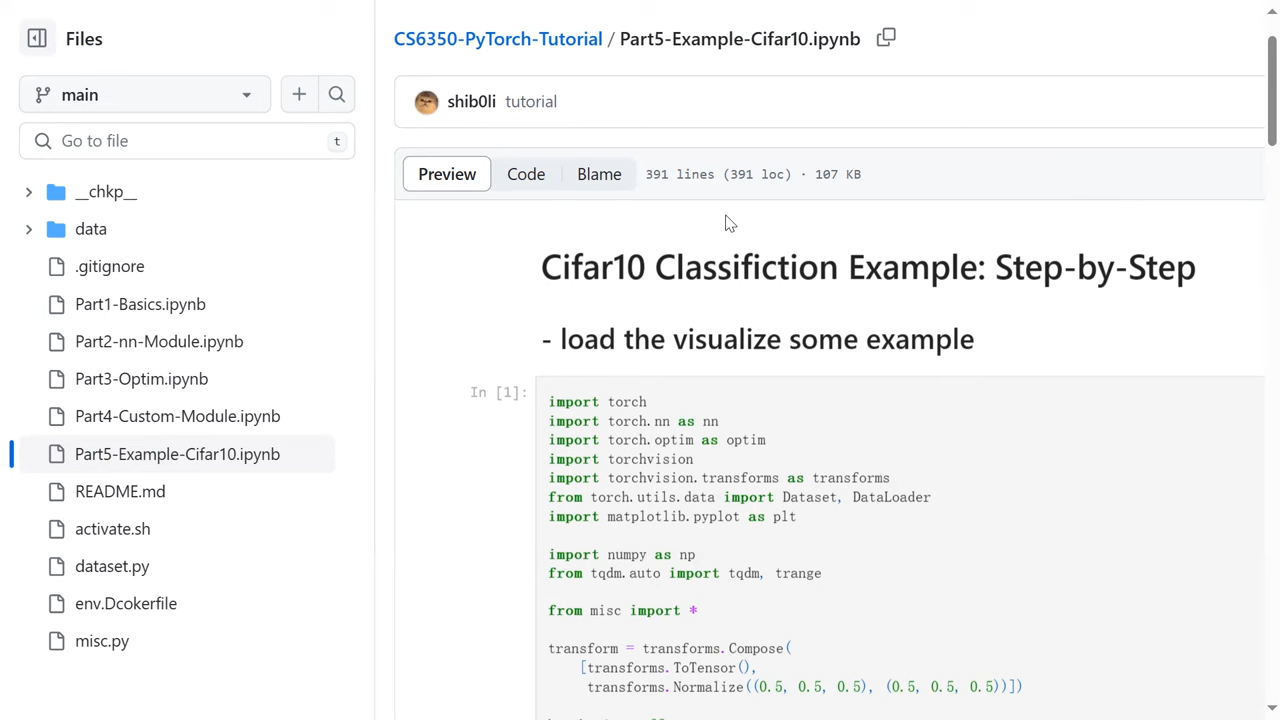 Files
main
Go to file
t
__chkp__
data
.gitignore
Part1-Basics.ipynb
Part2-nn-Module.ipynb
Part3-Optim.ipynb
Part4-Custom-Module.ipynb
Part5-Example-Cifar10.ipynb
README.md
activate.sh
dataset.py
env.Dcokerfile
misc.py
CS6350-PyTorch-Tutorial / Part5-Example-Cifar10.ipynb
shib0li tutorial
Preview Code Blame 391 lines (391 loc) · 107 KB
Cifar10 Classifiction Example: Step-by-Step
- load the visualize some example
In [1]:
import torch
import torch.nn as nn
import torch.optim as optim
import torchvision
import torchvision.transforms as transforms
from torch.utils.data import Dataset, DataLoader
import matplotlib.pyplot as plt
import numpy as np
from tqdm.auto import tqdm, trange
from misc import *
transform = transforms.Compose(
[transforms.ToTensor(),
transforms.Normalize((0.5, 0.5, 0.5), (0.5, 0.5, 0.5))])